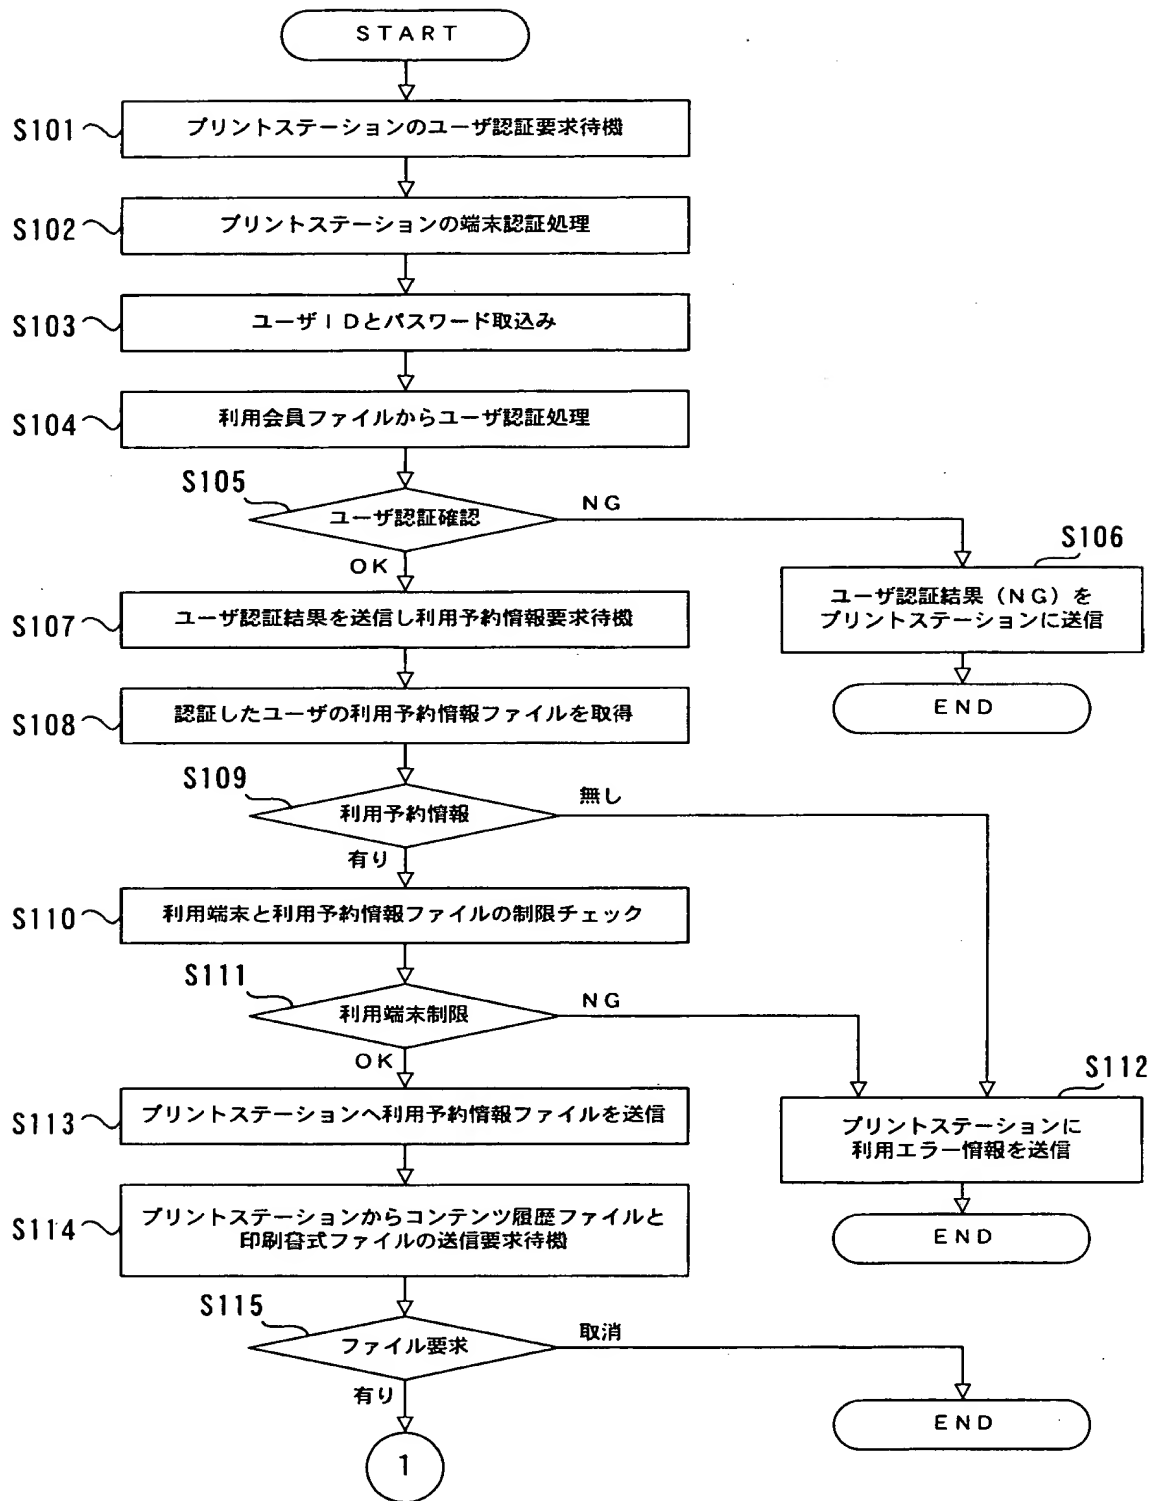 START
S101
プリントステーションのユーザ認証要求待機
S102
プリントステーションの端末認証処理
S103
ユーザIDとパスワード取込み
S104
利用会員ファイルからユーザ認証処理
S105
ユーザ認証確認
NG
OK
S106
ユーザ認証結果（NG）を
プリントステーションに送信
END
S107
ユーザ認証結果を送信し利用予約情報要求待機
S108
認証したユーザの利用予約情報ファイルを取得
S109
利用予約情報
無し
有り
S110
利用端末と利用予約情報ファイルの制限チェック
S111
利用端末制限
NG
OK
S112
プリントステーションに
利用エラー情報を送信
END
S113
プリントステーションへ利用予約情報ファイルを送信
S114
プリントステーションからコンテンツ履歴ファイルと
印刷書式ファイルの送信要求待機
S115
ファイル要求
取消
有り
END
1